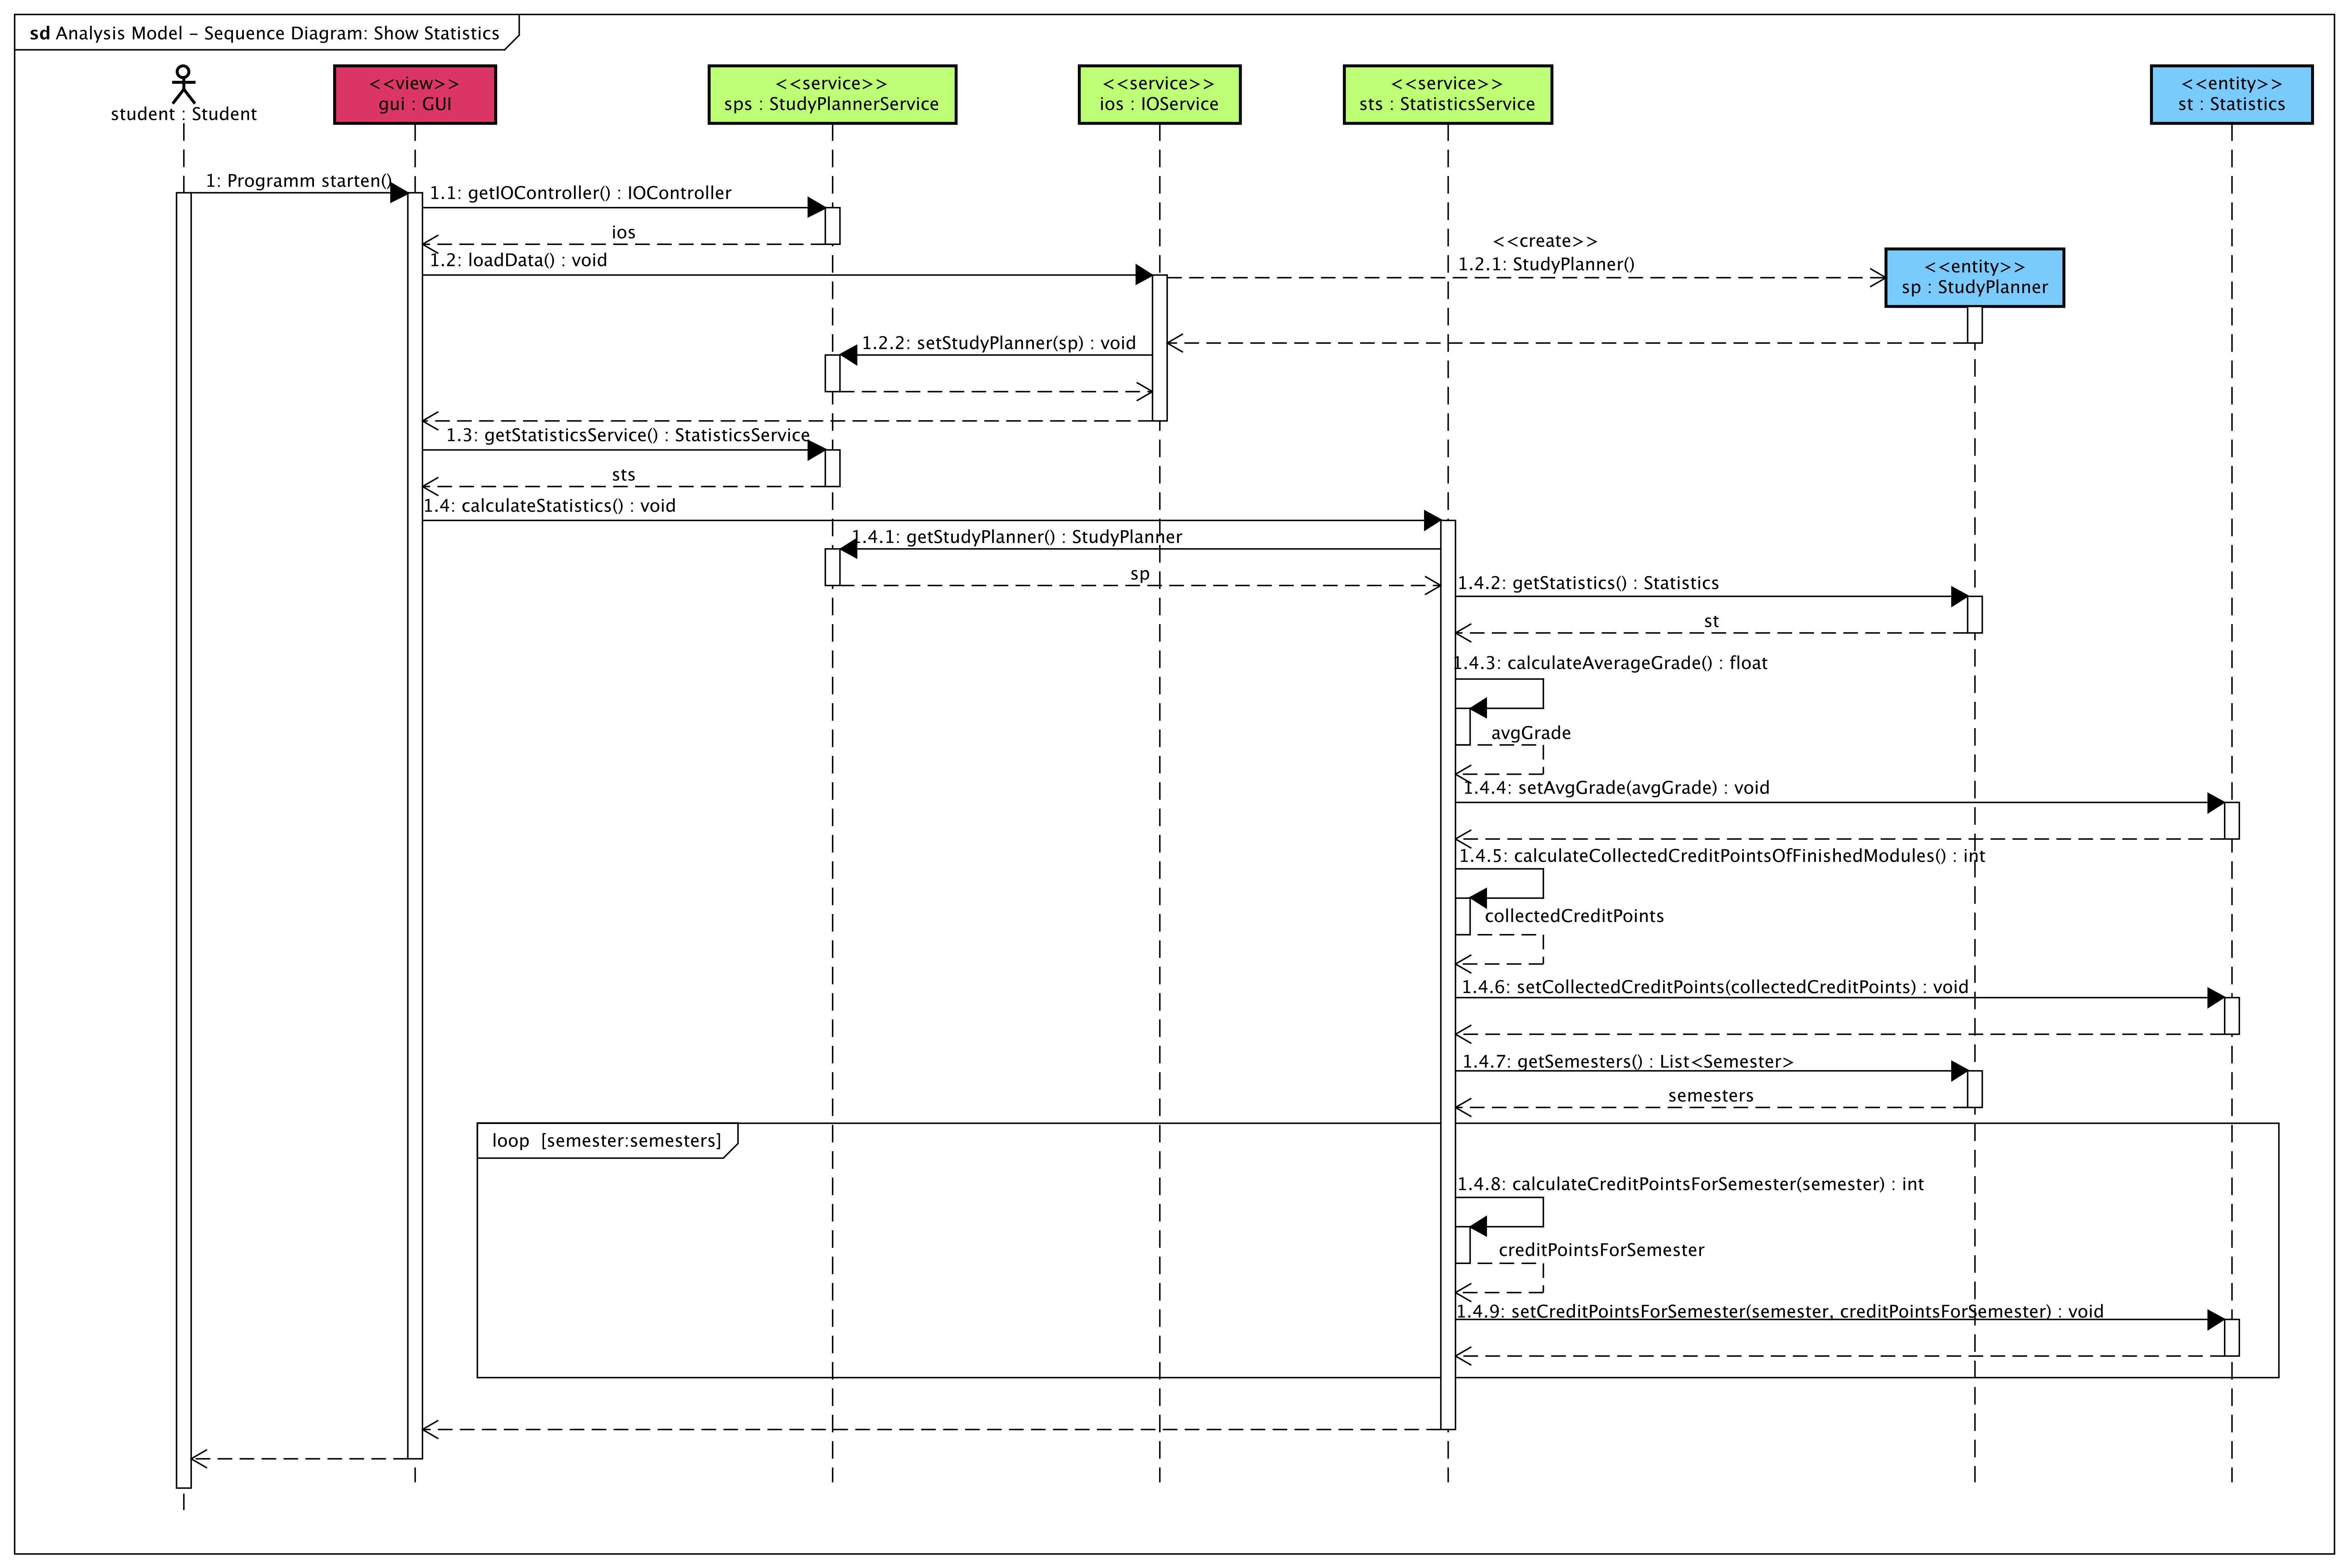 sd Analysis Model – Sequence Diagram: Show Statistics
student : Student
<<view>>
gui : GUI
<<service>>
sps : StudyPlannerService
<<service>>
ios : IOService
<<service>>
sts : StatisticsService
<<entity>>
st : Statistics
1: Programm starten()
1.1: getIOController() : IOController
ios
1.2: loadData() : void
<<create>>
1.2.1: StudyPlanner()
<<entity>>
sp : StudyPlanner
1.2.2: setStudyPlanner(sp) : void
1.3: getStatisticsService() : StatisticsService
sts
1.4: calculateStatistics() : void
1.4.1: getStudyPlanner() : StudyPlanner
sp
1.4.2: getStatistics() : Statistics
st
1.4.3: calculateAverageGrade() : float
avgGrade
1.4.4: setAvgGrade(avgGrade) : void
1.4.5: calculateCollectedCreditPointsOfFinishedModules() : int
collectedCreditPoints
1.4.6: setCollectedCreditPoints(collectedCreditPoints) : void
1.4.7: getSemesters() : List<Semester>
semesters
loop [semester:semesters]
1.4.8: calculateCreditPointsForSemester(semester) : int
creditPointsForSemester
1.4.9: setCreditPointsForSemester(semester, creditPointsForSemester) : void